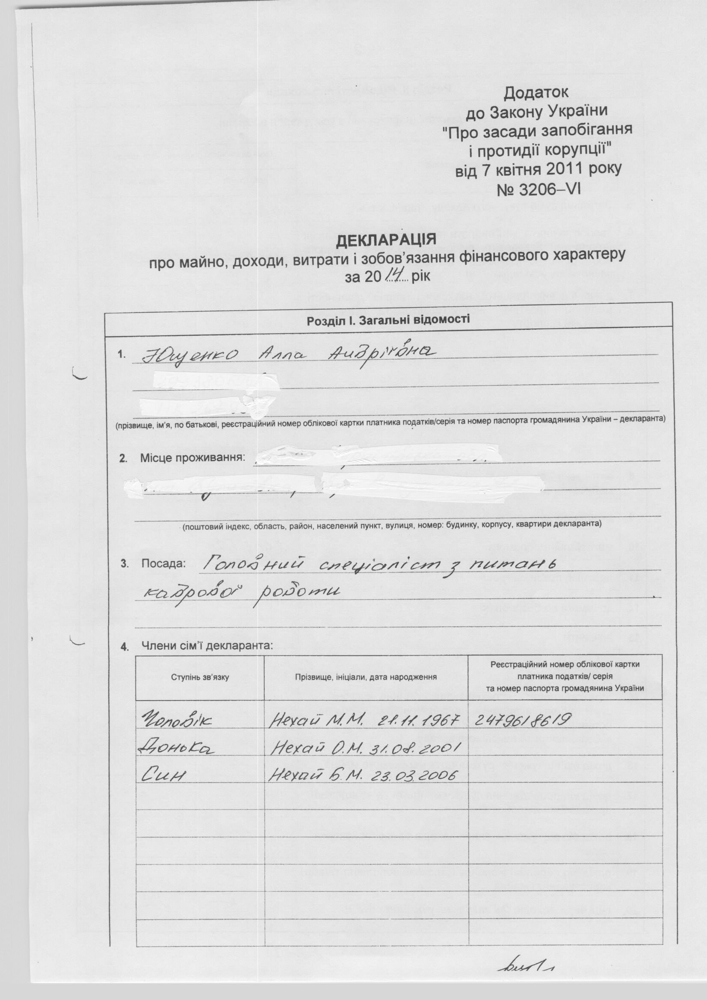 Додаток
до Закону України
"Про засади запобігання
і протидії корупції"
від 7 квітня 2011 року
№ 3206–VI
ДЕКЛАРАЦІЯ
про майно, доходи, витрати і зобов’язання фінансового характеру
за 2014 рік
Розділ І. Загальні відомості
1. Ющенко Алла Андріївна
(прізвище, ім’я, по батькові, реєстраційний номер облікової картки платника податків/серія та номер паспорта громадянина України – декларанта)
2. Місце проживання:
(поштовий індекс, область, район, населений пункт, вулиця, номер: будинку, корпусу, квартири декларанта)
3. Посада: Головний спеціаліст з питань
кадрової роботи
4. Члени сім’ї декларанта:
Ступінь зв’язку Прізвище, ініціали, дата народження Реєстраційний номер облікової картки
платника податків/ серія
та номер паспорта громадянина України
Чоловік Нехай М.М. 21.11.1967 2479618619
Донька Нехай О.М. 31.08.2001
Син Нехай Б.М. 23.03.2006